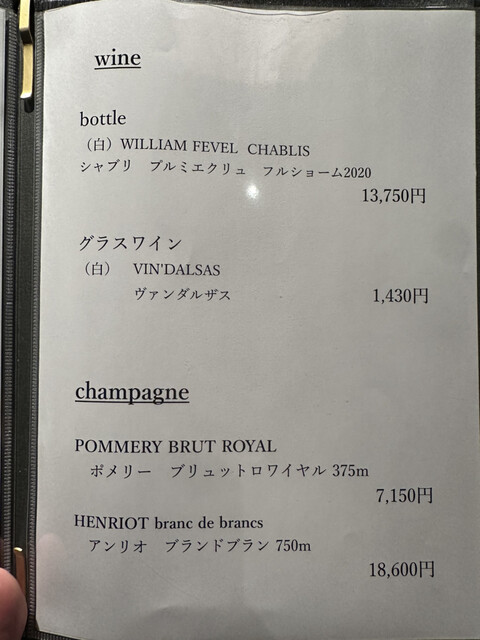 wine
bottle
（白）WILLIAM FEVEL CHABLIS
シャブリ　プルミエクリュ　フルショーム2020
13,750円
グラスワイン
（白）　VIN'DALSAS
ヴァンダルザス　1,430円
champagne
POMMERY BRUT ROYAL
ポメリー　ブリュットロワイヤル 375m
7,150円
HENRIOT branc de brancs
アンリオ　ブランドブラン 750m
18,600円